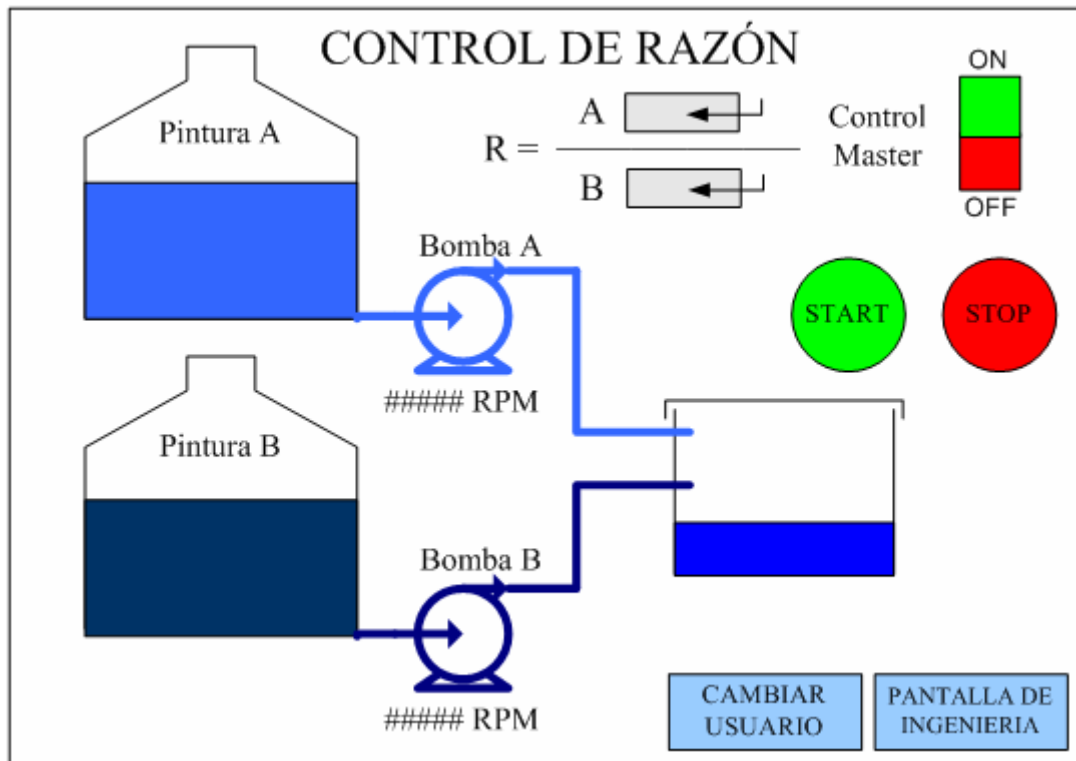 CONTROL DE RAZÓN
Pintura A
R =
A
B
Control
Master
ON
OFF
START
STOP
Bomba A
##### RPM
Pintura B
Bomba B
##### RPM
CAMBIAR
USUARIO
PANTALLA DE
INGENIERIA